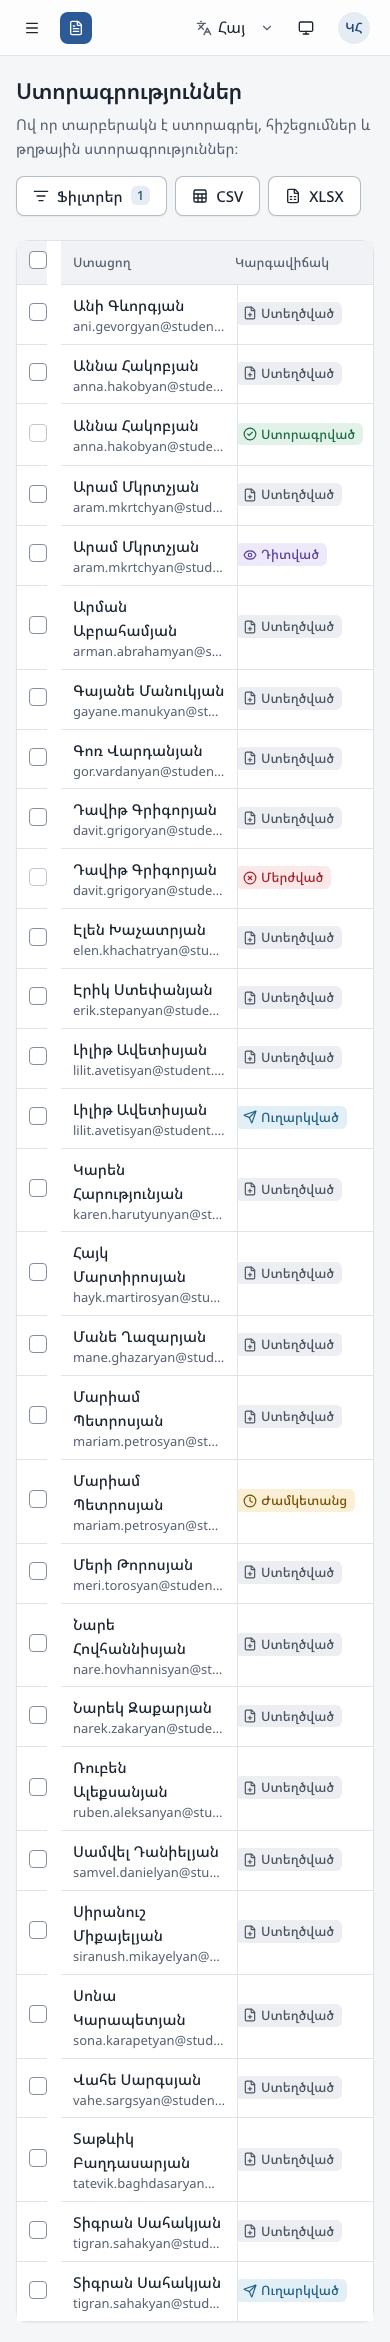 Հայ
ԿՀ
Ստորագրություններ
Ով որ տարբերակն է ստորագրել, հիշեցումներ և
թղթային ստորագրություններ:
Ֆիլտրեր 1 CSV XLSX
Ստացող Կարգավիճակ
Անի Գևորգյան
ani.gevorgyan@studen... Ստեղծված
Աննա Հակոբյան
anna.hakobyan@stude... Ստեղծված
Աննա Հակոբյան
anna.hakobyan@stude... Ստորագրված
Արամ Մկրտչյան
aram.mkrtchyan@stud... Ստեղծված
Արամ Մկրտչյան
aram.mkrtchyan@stud... Դիտված
Արման
Աբրահամյան
arman.abrahamyan@s... Ստեղծված
Գայանե Մանուկյան
gayane.manukyan@st... Ստեղծված
Գոռ Վարդանյան
gor.vardanyan@studen... Ստեղծված
Դավիթ Գրիգորյան
davit.grigoryan@stude... Ստեղծված
Դավիթ Գրիգորյան
davit.grigoryan@stude... Մերժված
Էլեն Խաչատրյան
elen.khachatryan@stu... Ստեղծված
Էրիկ Ստեփանյան
erik.stepanyan@stude... Ստեղծված
Լիլիթ Ավետիսյան
lilit.avetisyan@student.... Ստեղծված
Լիլիթ Ավետիսյան
lilit.avetisyan@student.... Ուղարկված
Կարեն
Հարությունյան
karen.harutyunyan@st... Ստեղծված
Հայկ
Մարտիրոսյան
hayk.martirosyan@stu... Ստեղծված
Մանե Ղազարյան
mane.ghazaryan@stud... Ստեղծված
Մարիամ
Պետրոսյան
mariam.petrosyan@st... Ստեղծված
Մարիամ
Պետրոսյան
mariam.petrosyan@st... Ժամկետանց
Մերի Թորոսյան
meri.torosyan@studen... Ստեղծված
Նարե
Հովհաննիսյան
nare.hovhannisyan@st... Ստեղծված
Նարեկ Զաքարյան
narek.zakaryan@stude... Ստեղծված
Ռուբեն
Ալեքսանյան
ruben.aleksanyan@stu... Ստեղծված
Սամվել Դանիելյան
samvel.danielyan@stu... Ստեղծված
Սիրանուշ
Միքայելյան
siranush.mikayelyan@... Ստեղծված
Սոնա
Կարապետյան
sona.karapetyan@stud... Ստեղծված
Վահե Սարգսյան
vahe.sargsyan@studen... Ստեղծված
Տաթևիկ
Բաղդասարյան
tatevik.baghdasaryan... Ստեղծված
Տիգրան Սահակյան
tigran.sahakyan@stud... Ստեղծված
Տիգրան Սահակյան
tigran.sahakyan@stud... Ուղարկված